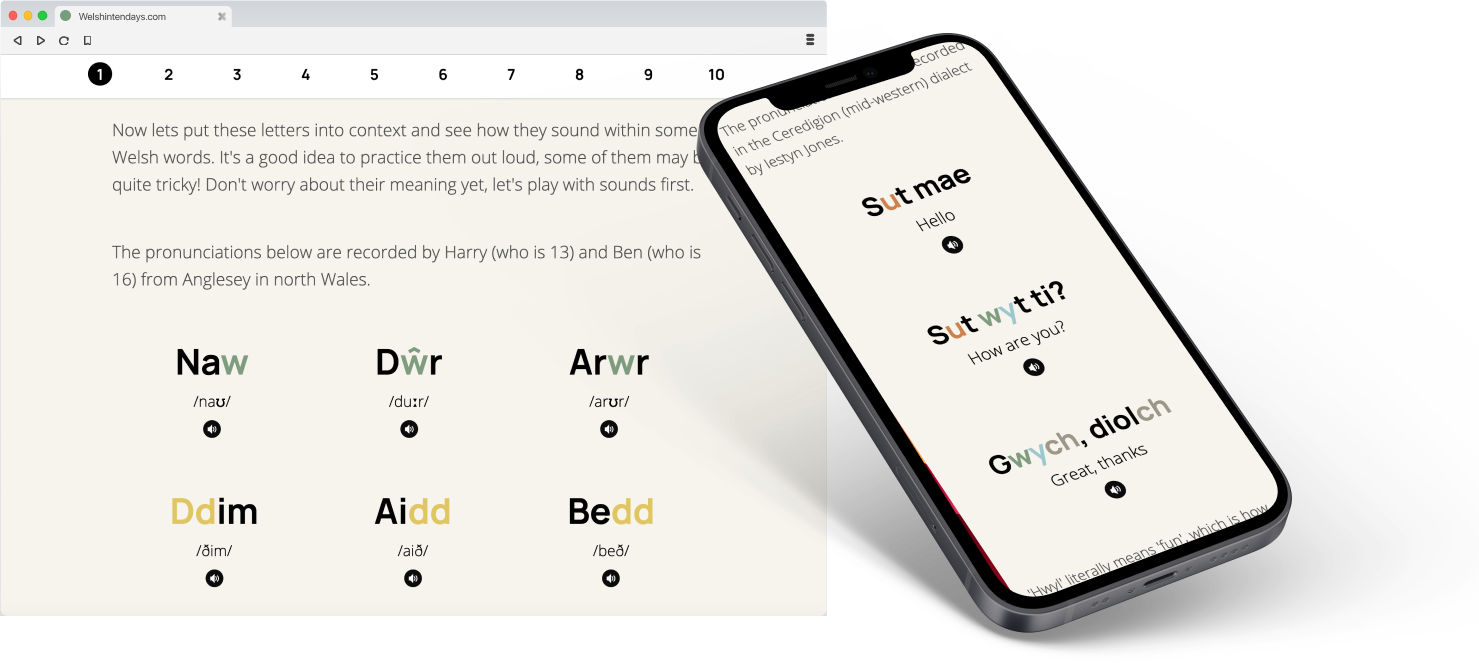 Welshintendays.com
1 2 3 4 5 6 7 8 9 10
Now lets put these letters into context and see how they sound within some
Welsh words. It's a good idea to practice them out loud, some of them may
quite tricky! Don't worry about their meaning yet, let's play with sounds first.
The pronunciations below are recorded by Harry (who is 13) and Ben (who is
16) from Anglesey in north Wales.
Naw Dŵr Arwr
/naʊ/ /duːr/ /arʊr/
Ddim Aidd Bedd
/ðim/ /aið/ /beð/
The
in the Ceredigion (mid-western) dialect
by Iestyn Jones.
Sut mae
Hello
Sut wyt ti?
How are you?
Gwych, diolch
Great, thanks
'Hwyl' literally means 'fun', which is how